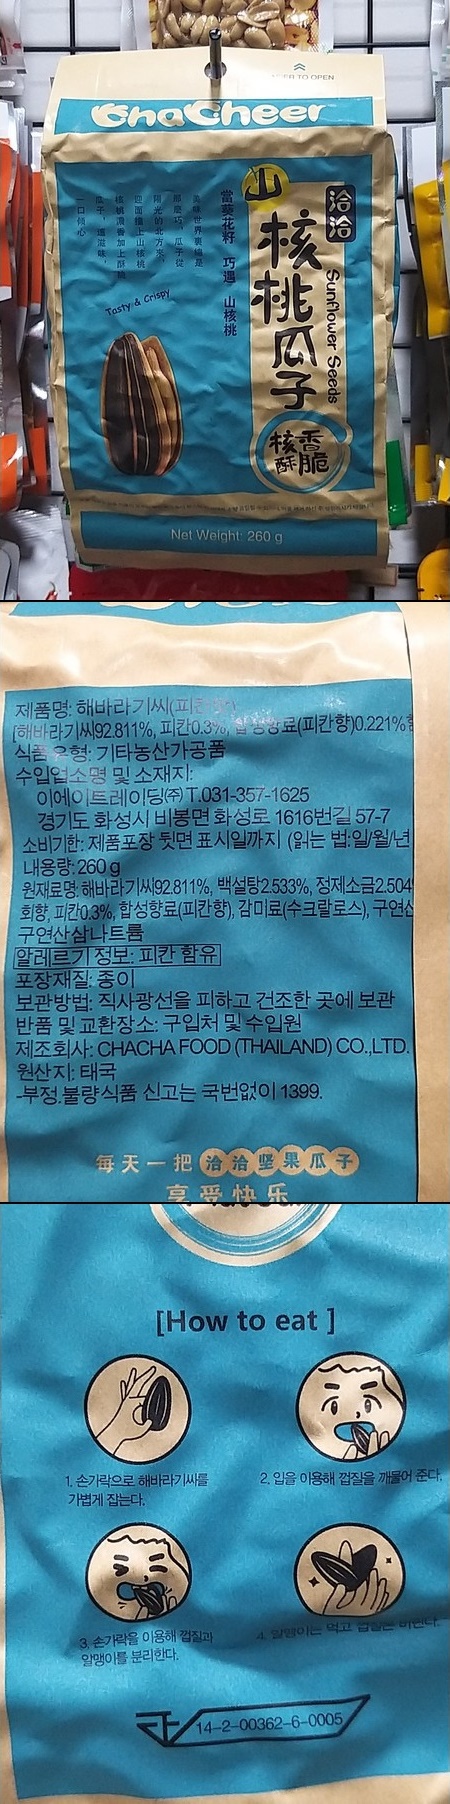 TO OPEN
ChaCheer
洽洽
山核桃瓜子
Sunflower Seeds
當葵花籽 巧遇 山核桃
美味世界裏總是
那麼巧，瓜子從
陽光的北方來，
迎面撞上山核桃
核桃濃香加上酥脆
瓜子，這滋味，
一口傾心
Tasty & Crispy
核香
酥脆
Net Weight: 260 g
제품명: 해바라기씨(피칸향)
[해바라기씨92.811%, 피칸0.3%, 합성향료(피칸향)0.221%
식품유형: 기타농산가공품
수입업소명 및 소재지:
이에이트레이딩㈜ T.031-357-1625
경기도 화성시 비봉면 화성로 1616번길 57-7
소비기한: 제품포장 뒷면 표시일까지 (읽는 법:일/월/년
내용량: 260 g
원재료명:해바라기씨92.811%, 백설탕2.533%, 정제소금2.504
회향, 피칸0.3%, 합성향료(피칸향), 감미료(수크랄로스), 구연산
구연산삼나트륨
알레르기 정보: 피칸 함유
포장재질: 종이
보관방법: 직사광선을 피하고 건조한 곳에 보관
반품 및 교환장소: 구입처 및 수입원
제조회사: CHACHA FOOD (THAILAND) CO.,LTD.
원산지: 태국
-부정,불량식품 신고는 국번없이 1399.
每天一把 洽洽坚果瓜子
享受快乐
[How to eat ]
1. 손가락으로 해바라기씨를
가볍게 잡는다.
2. 입을 이용해 껍질을 깨물어 준다.
3. 손가락을 이용해 껍질과
알맹이를 분리한다.
4. 알맹이는 먹고 껍질은 버린다.
14-2-00362-6-0005